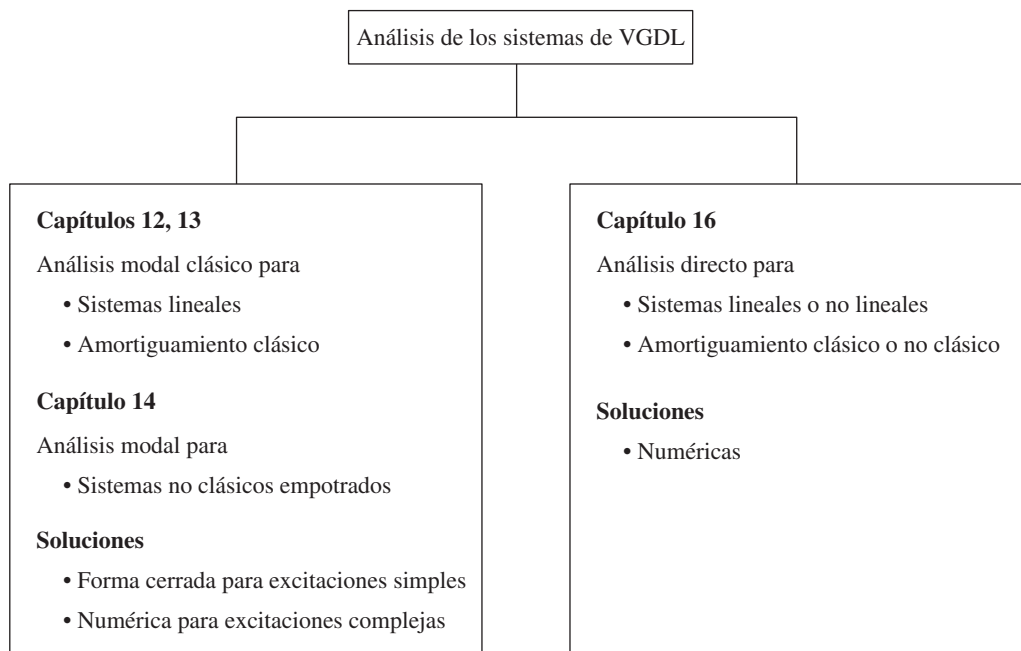 Análisis de los sistemas de VGDL
Capítulos 12, 13
Análisis modal clásico para
• Sistemas lineales
• Amortiguamiento clásico
Capítulo 14
Análisis modal para
• Sistemas no clásicos empotrados
Soluciones
• Forma cerrada para excitaciones simples
• Numérica para excitaciones complejas
Capítulo 16
Análisis directo para
• Sistemas lineales o no lineales
• Amortiguamiento clásico o no clásico
Soluciones
• Numéricas